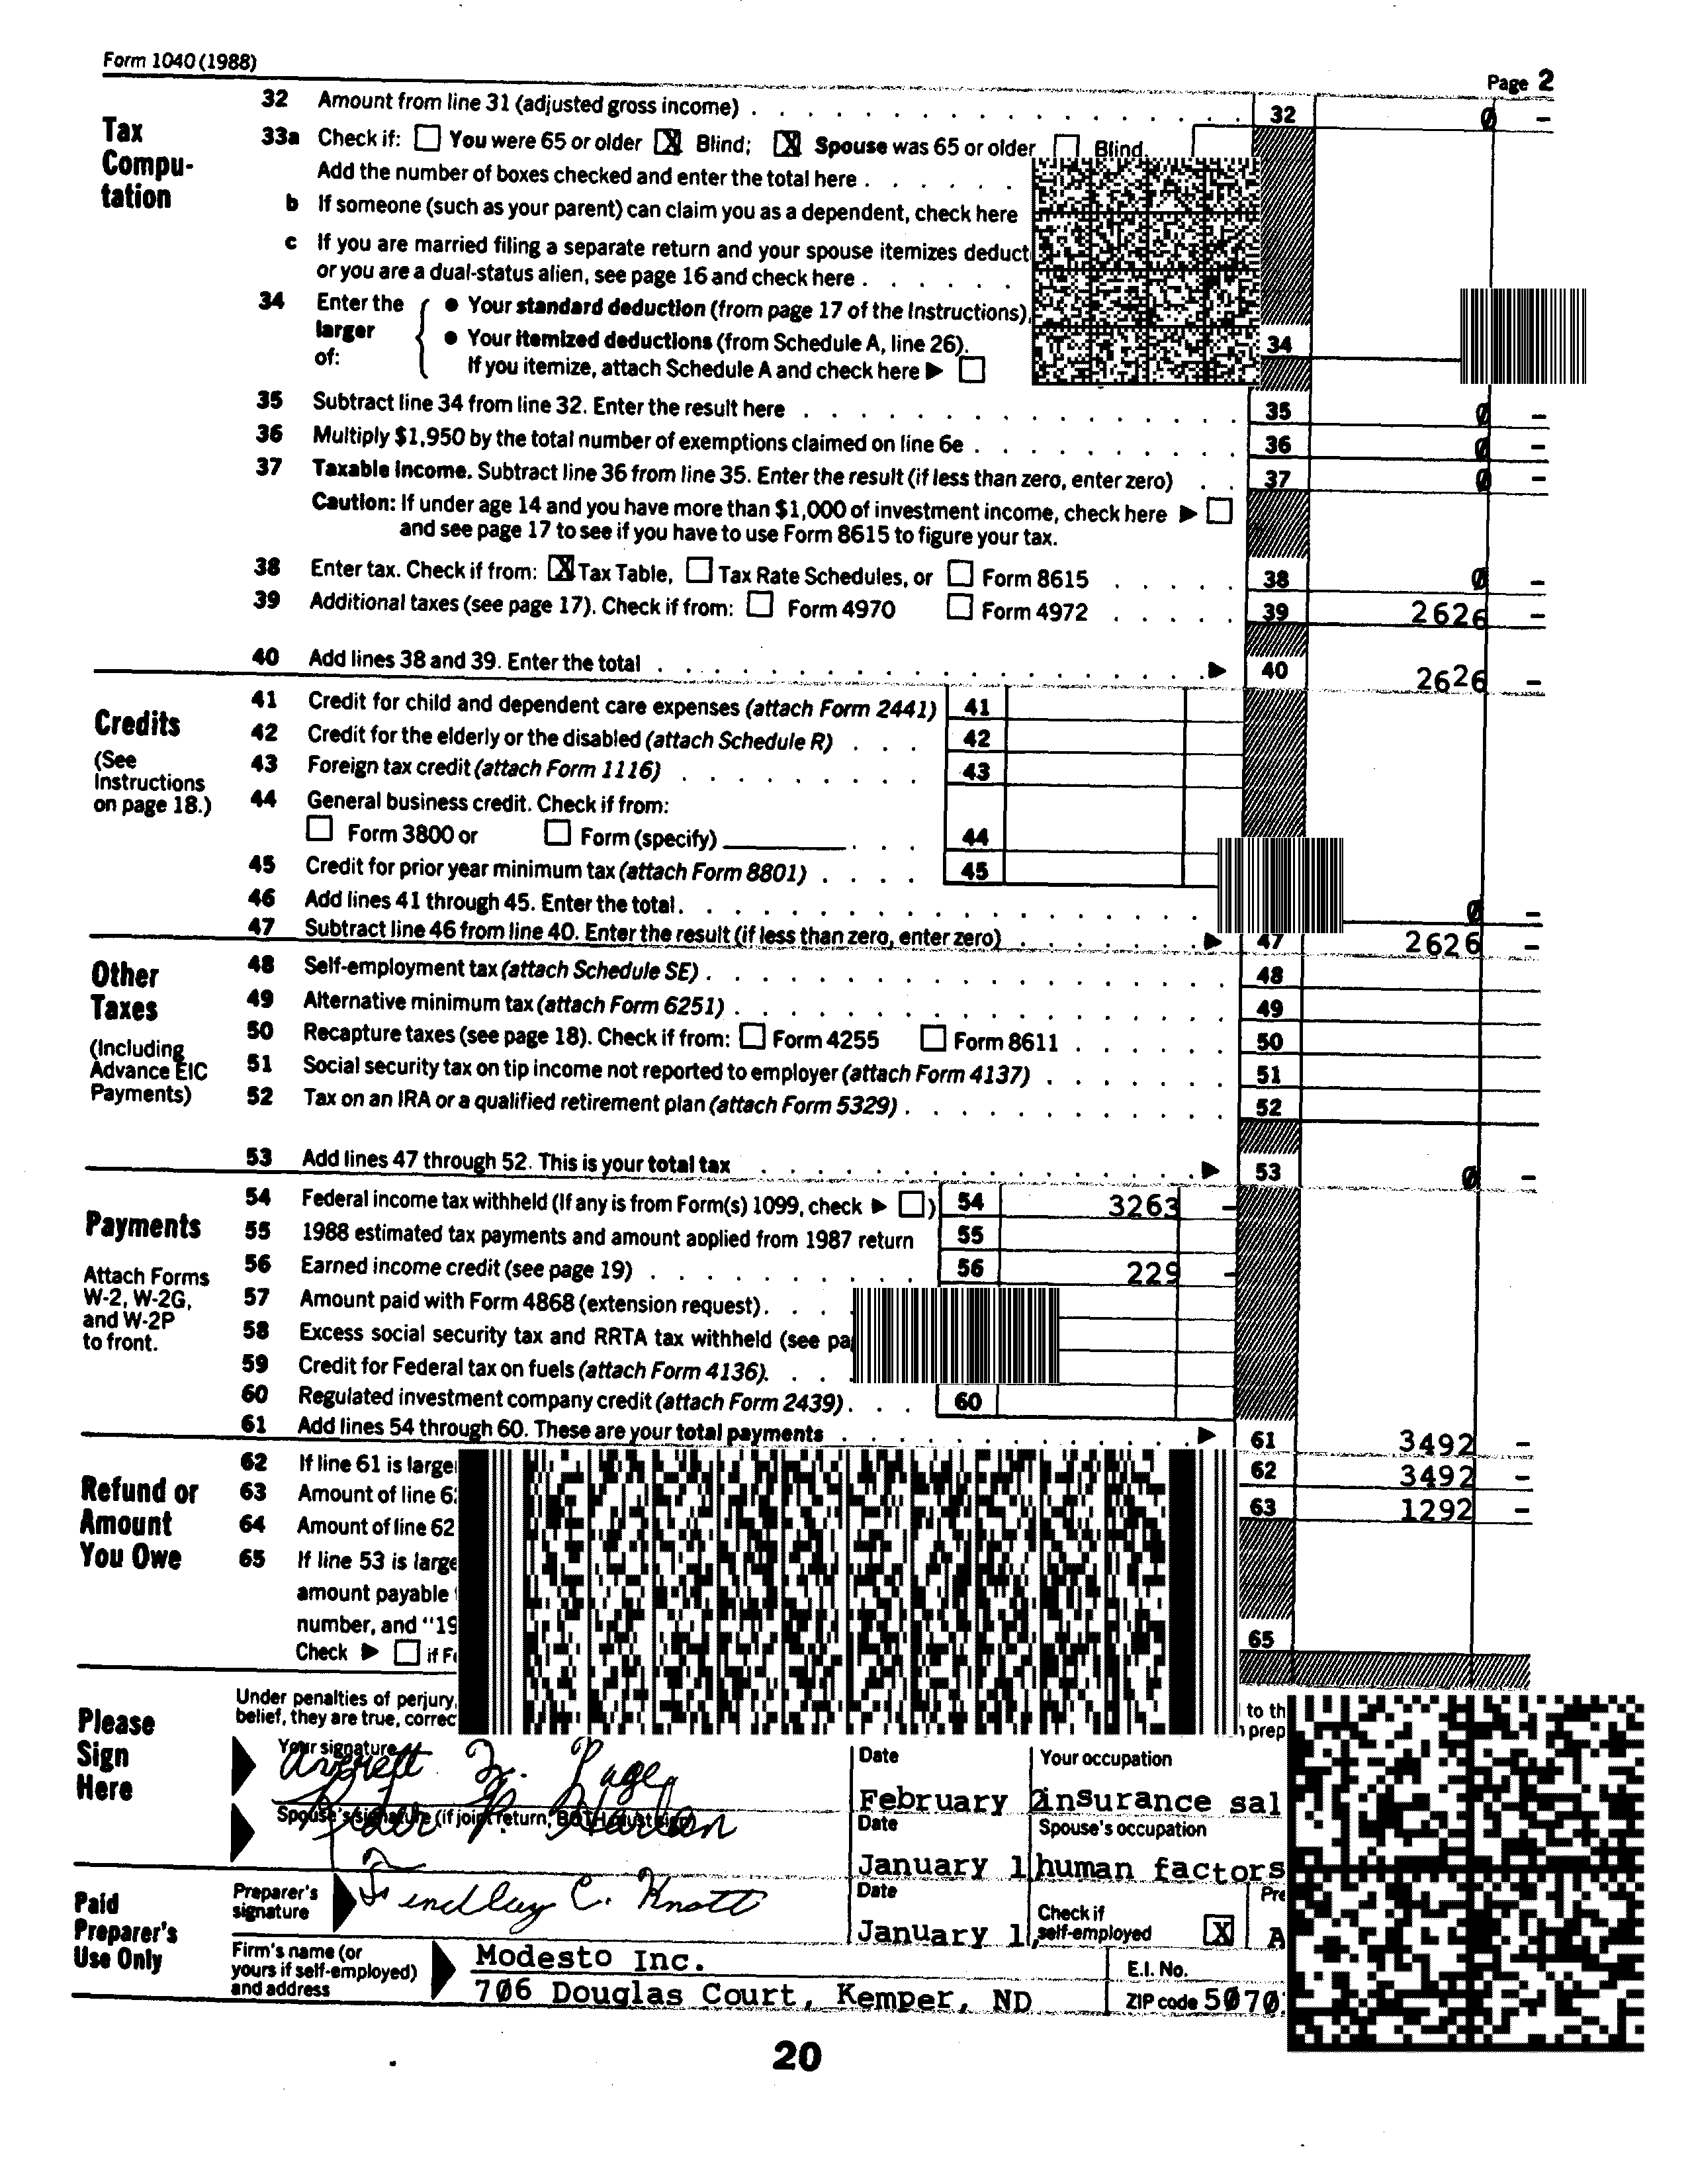 Form 1040 (1988)
Page 2
Tax Compu- tation
32 Amount from line 31 (adjusted gross income) 32 0 –
33a Check if: You were 65 or older X Blind; X Spouse was 65 or older Blind.
Add the number of boxes checked and enter the total here
b If someone (such as your parent) can claim you as a dependent, check here
c If you are married filing a separate return and your spouse itemizes
or you are a dual-status alien, see page 16 and check here
34 Enter the larger of: ● Your standard deduction (from page 17 of the Instructions),
● Your itemized deductions (from Schedule A, line 26). 34
If you itemize, attach Schedule A and check here ▶
35 Subtract line 34 from line 32. Enter the result here 35 0 –
36 Multiply $1,950 by the total number of exemptions claimed on line 6e 36 0 –
37 Taxable income. Subtract line 36 from line 35. Enter the result (if less than zero, enter zero) 37 0 –
Caution: If under age 14 and you have more than $1,000 of investment income, check here ▶
and see page 17 to see if you have to use Form 8615 to figure your tax.
38 Enter tax. Check if from: X Tax Table, Tax Rate Schedules, or Form 8615 38 0 –
39 Additional taxes (see page 17). Check if from: Form 4970 Form 4972 39 2626 –
40 Add lines 38 and 39. Enter the total ▶ 40 2626 –
Credits
(See Instructions on page 18.)
41 Credit for child and dependent care expenses (attach Form 2441) 41
42 Credit for the elderly or the disabled (attach Schedule R) 42
43 Foreign tax credit (attach Form 1116) 43
44 General business credit. Check if from:
Form 3800 or Form (specify) 44
45 Credit for prior year minimum tax (attach Form 8801) 45
46 Add lines 41 through 45. Enter the total 0 –
47 Subtract line 46 from line 40. Enter the result (if less than zero, enter zero) ▶ 47 2626 –
Other Taxes
(Including Advance EIC Payments)
48 Self-employment tax (attach Schedule SE) 48
49 Alternative minimum tax (attach Form 6251) 49
50 Recapture taxes (see page 18). Check if from: Form 4255 Form 8611 50
51 Social security tax on tip income not reported to employer (attach Form 4137) 51
52 Tax on an IRA or a qualified retirement plan (attach Form 5329) 52
53 Add lines 47 through 52. This is your total tax ▶ 53 0 –
Payments
Attach Forms W-2, W-2G, and W-2P to front.
54 Federal income tax withheld (If any is from Form(s) 1099, check ▶ ) 54 3263 –
55 1988 estimated tax payments and amount applied from 1987 return 55
56 Earned income credit (see page 19) 56 229 –
57 Amount paid with Form 4868 (extension request)
58 Excess social security tax and RRTA tax withheld (see
59 Credit for Federal tax on fuels (attach Form 4136)
60 Regulated investment company credit (attach Form 2439) 60
61 Add lines 54 through 60. These are your total payments ▶ 61 3492 –
Refund or Amount You Owe
62 If line 61 is 62 3492 –
63 Amount of line 63 1292 –
64 Amount of line 62
65 If line 53 is
amount payable
number, and
Check ▶ if 65
Please Sign Here
Under penalties of perjury, to
belief, they are true,
Your signature Averett Z. Page
Date February Your occupation insurance
Spouse's signature (if joint return, BOTH must sign) Peter P. Harlan
Date January 1 Spouse's occupation human factors
Paid Preparer's Use Only
Preparer's signature Findlay C. Knott
Date January 1, Check if self-employed X
Firm's name (or yours if self-employed) and address Modesto Inc. E.I. No.
706 Douglas Court, Kemper, ND ZIP code
20